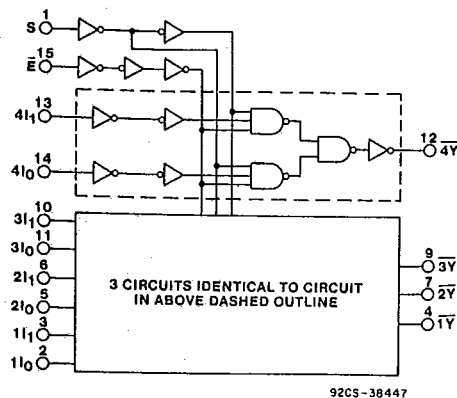 1
S
15
E̅
13
4I₁
12
4Y̅
14
4I₀
10
3I₁
11
3I₀
6
2I₁
5
2I₀
3
1I₁
2
1I₀
3 CIRCUITS IDENTICAL TO CIRCUIT
IN ABOVE DASHED OUTLINE
9
3Y̅
7
2Y̅
4
1Y̅
92CS-38447